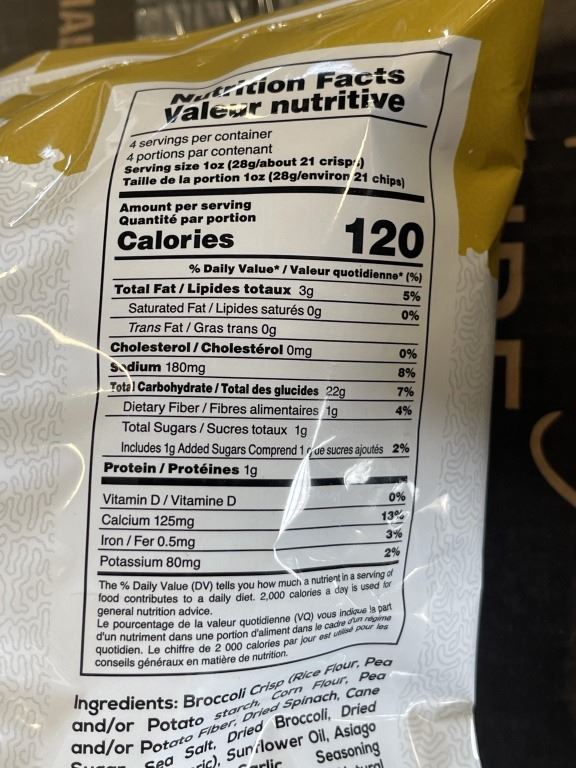 Nutrition Facts
Valeur nutritive
4 servings per container
4 portions par contenant
Serving size 1oz (28g/about 21 crisps)
Taille de la portion 1oz (28g/environ 21 chips)
Amount per serving
Quantité par portion
Calories 120
% Daily Value* / Valeur quotidienne* (%)
Total Fat / Lipides totaux 3g 5%
Saturated Fat / Lipides saturés 0g 0%
Trans Fat / Gras trans 0g
Cholesterol / Cholestérol 0mg 0%
Sodium 180mg 8%
Total Carbohydrate / Total des glucides 22g 7%
Dietary Fiber / Fibres alimentaires 1g 4%
Total Sugars / Sucres totaux 1g
Includes 1g Added Sugars Comprend 1g de sucres ajoutés 2%
Protein / Protéines 1g
Vitamin D / Vitamine D 0%
Calcium 125mg 13%
Iron / Fer 0.5mg 3%
Potassium 80mg 2%
The % Daily Value (DV) tells you how much a nutrient in a serving of
food contributes to a daily diet. 2,000 calories a day is used for
general nutrition advice.
Le pourcentage de la valeur quotidienne (VQ) vous indique la part
d'un nutriment dans une portion d'aliment dans le cadre d'un régime
quotidien. Le chiffre de 2 000 calories par jour est utilisé pour les
conseils généraux en matière de nutrition.
Ingredients: Broccoli Crisp (Rice Flour, Pea
and/or Potato starch, Corn Flour, Pea
and/or Potato Fiber, Dried Spinach, Cane
Sugar, Sea Salt, Dried Broccoli, Dried
Sunflower Oil, Asiago
Garlic Seasoning